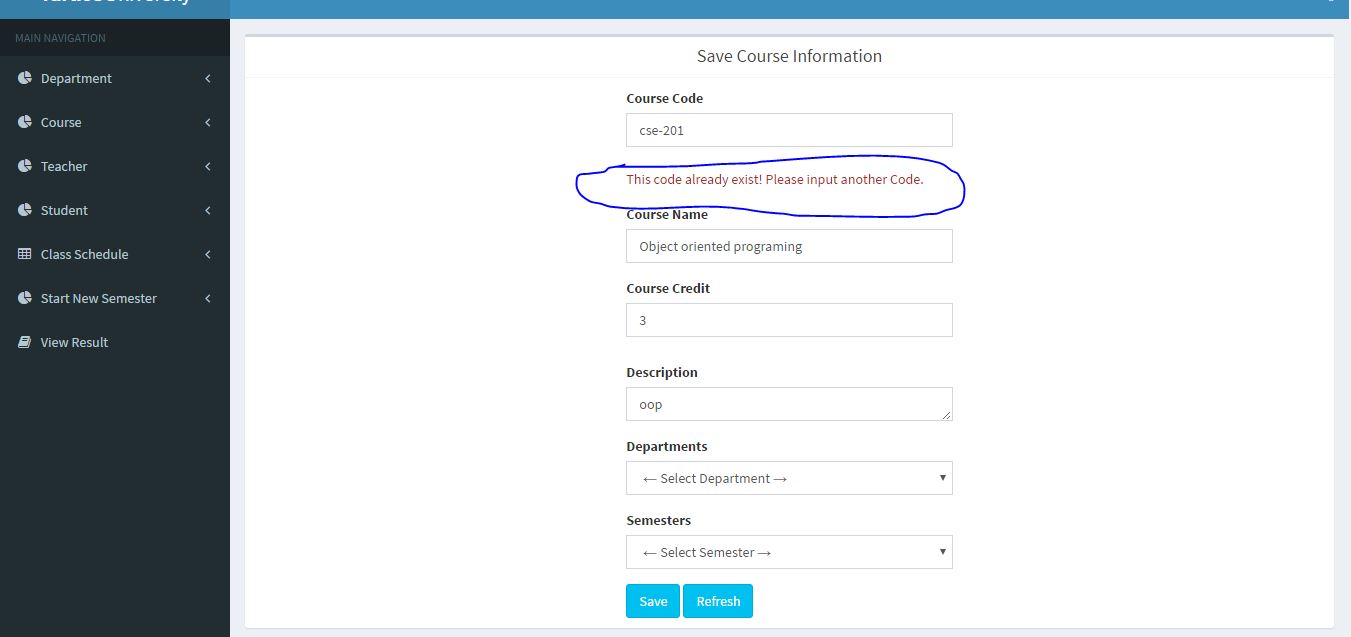 MAIN NAVIGATION
Department
Course
Teacher
Student
Class Schedule
Start New Semester
View Result
Save Course Information
Course Code
cse-201
This code already exist! Please input another Code.
Course Name
Object oriented programing
Course Credit
3
Description
oop
Departments
← Select Department →
Semesters
← Select Semester →
Save Refresh